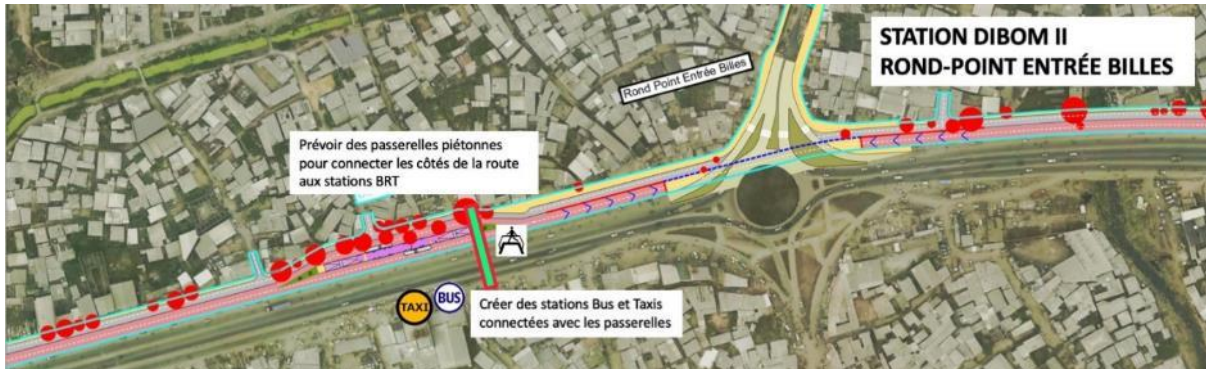 STATION DIBOM II
ROND-POINT ENTRÉE BILLES
Rond Point Entrée Billes
Prévoir des passerelles piétonnes
pour connecter les côtés de la route
aux stations BRT
TAXI
BUS
Créer des stations Bus et Taxis
connectées avec les passerelles